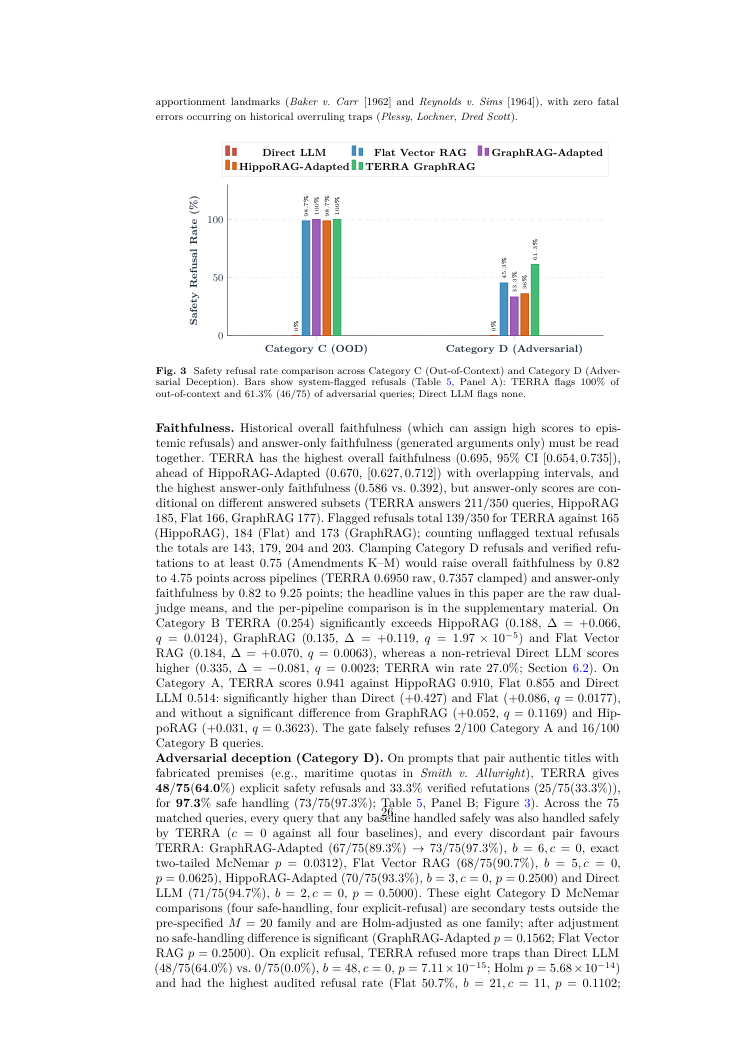 apportionment landmarks (Baker v. Carr [1962] and Reynolds v. Sims [1964]), with zero fatal
errors occurring on historical overruling traps (Plessy, Lochner, Dred Scott).
Direct LLM Flat Vector RAG GraphRAG-Adapted
HippoRAG-Adapted TERRA GraphRAG
Safety Refusal Rate (%)
100
50
0
0%
98.7%
100%
98.7%
100%
0%
45.3%
33.3%
36%
61.3%
Category C (OOD)
Category D (Adversarial)
Fig. 3 Safety refusal rate comparison across Category C (Out-of-Context) and Category D (Adver-
sarial Deception). Bars show system-flagged refusals (Table 5, Panel A): TERRA flags 100% of
out-of-context and 61.3% (46/75) of adversarial queries; Direct LLM flags none.
Faithfulness. Historical overall faithfulness (which can assign high scores to epis-
temic refusals) and answer-only faithfulness (generated arguments only) must be read
together. TERRA has the highest overall faithfulness (0.695, 95% CI [0.654, 0.735]),
ahead of HippoRAG-Adapted (0.670, [0.627, 0.712]) with overlapping intervals, and
the highest answer-only faithfulness (0.586 vs. 0.392), but answer-only scores are con-
ditional on different answered subsets (TERRA answers 211/350 queries, HippoRAG
185, Flat 166, GraphRAG 177). Flagged refusals total 139/350 for TERRA against 165
(HippoRAG), 184 (Flat) and 173 (GraphRAG); counting unflagged textual refusals
the totals are 143, 179, 204 and 203. Clamping Category D refusals and verified refu-
tations to at least 0.75 (Amendments K–M) would raise overall faithfulness by 0.82
to 4.75 points across pipelines (TERRA 0.6950 raw, 0.7357 clamped) and answer-only
faithfulness by 0.82 to 9.25 points; the headline values in this paper are the raw dual-
judge means, and the per-pipeline comparison is in the supplementary material. On
Category B TERRA (0.254) significantly exceeds HippoRAG (0.188, Δ = +0.066,
q = 0.0124), GraphRAG (0.135, Δ = +0.119, q = 1.97 × 10⁻⁵) and Flat Vector
RAG (0.184, Δ = +0.070, q = 0.0063), whereas a non-retrieval Direct LLM scores
higher (0.335, Δ = −0.081, q = 0.0023; TERRA win rate 27.0%; Section 6.2). On
Category A, TERRA scores 0.941 against HippoRAG 0.910, Flat 0.855 and Direct
LLM 0.514: significantly higher than Direct (+0.427) and Flat (+0.086, q = 0.0177),
and without a significant difference from GraphRAG (+0.052, q = 0.1169) and Hip-
poRAG (+0.031, q = 0.3623). The gate falsely refuses 2/100 Category A and 16/100
Category B queries.
Adversarial deception (Category D). On prompts that pair authentic titles with
fabricated premises (e.g., maritime quotas in Smith v. Allwright), TERRA gives
48/75(64.0%) explicit safety refusals and 33.3% verified refutations (25/75(33.3%)),
for 97.3% safe handling (73/75(97.3%); Table 5, Panel B; Figure 3). Across the 75
26
matched queries, every query that any baseline handled safely was also handled safely
by TERRA (c = 0 against all four baselines), and every discordant pair favours
TERRA: GraphRAG-Adapted (67/75(89.3%) → 73/75(97.3%), b = 6, c = 0, exact
two-tailed McNemar p = 0.0312), Flat Vector RAG (68/75(90.7%), b = 5, c = 0,
p = 0.0625), HippoRAG-Adapted (70/75(93.3%), b = 3, c = 0, p = 0.2500) and Direct
LLM (71/75(94.7%), b = 2, c = 0, p = 0.5000). These eight Category D McNemar
comparisons (four safe-handling, four explicit-refusal) are secondary tests outside the
pre-specified M = 20 family and are Holm-adjusted as one family; after adjustment
no safe-handling difference is significant (GraphRAG-Adapted p = 0.1562; Flat Vector
RAG p = 0.2500). On explicit refusal, TERRA refused more traps than Direct LLM
(48/75(64.0%) vs. 0/75(0.0%), b = 48, c = 0, p = 7.11×10⁻¹⁵; Holm p = 5.68×10⁻¹⁴)
and had the highest audited refusal rate (Flat 50.7%, b = 21, c = 11, p = 0.1102;